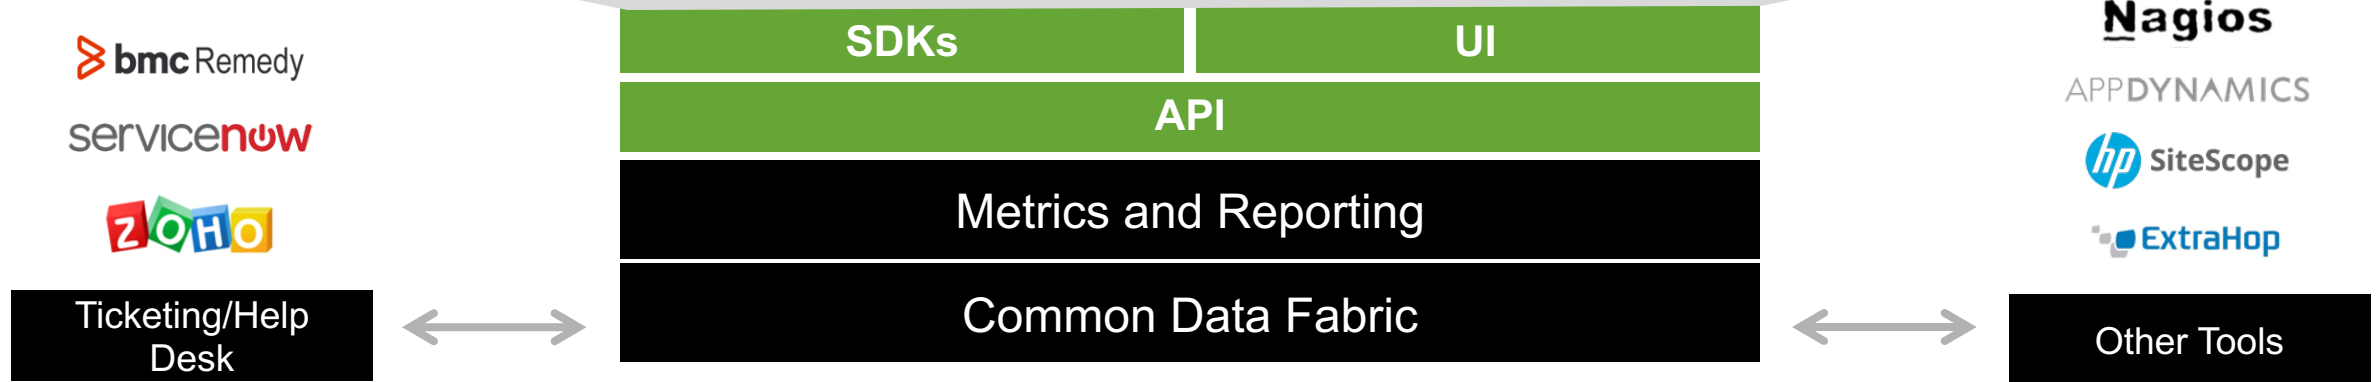 bmc Remedy
servicenow
ZOHO
Ticketing/Help
Desk
SDKs
UI
API
Metrics and Reporting
Common Data Fabric
Nagios
APPDYNAMICS
hp SiteScope
ExtraHop
Other Tools